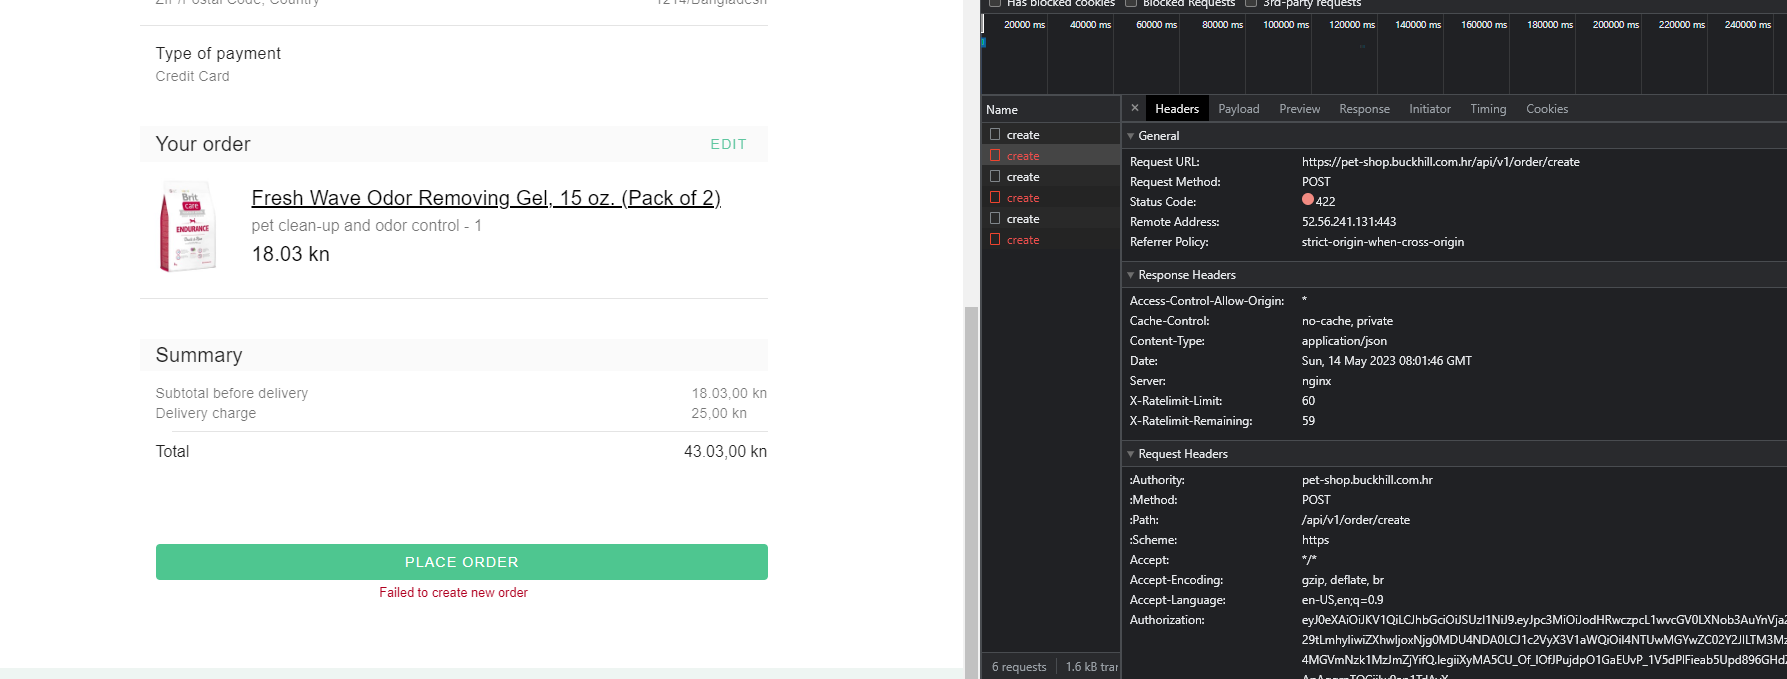 ZIP/Postal Code, Country 1214/Bangladesh
Type of payment
Credit Card
Your order EDIT
Brit
care
ENDURANCE
Fresh Wave Odor Removing Gel, 15 oz. (Pack of 2)
pet clean-up and odor control - 1
18.03 kn
Summary
Subtotal before delivery 18.03,00 kn
Delivery charge 25,00 kn
Total 43.03,00 kn
PLACE ORDER
Failed to create new order
Has blocked cookies Blocked Requests 3rd-party requests
20000 ms 40000 ms 60000 ms 80000 ms 100000 ms 120000 ms 140000 ms 160000 ms 180000 ms 200000 ms 220000 ms 240000 ms
Name
create
create
create
create
create
create
6 requests 1.6 kB trar
× Headers Payload Preview Response Initiator Timing Cookies
General
Request URL: https://pet-shop.buckhill.com.hr/api/v1/order/create
Request Method: POST
Status Code: 422
Remote Address: 52.56.241.131:443
Referrer Policy: strict-origin-when-cross-origin
Response Headers
Access-Control-Allow-Origin: *
Cache-Control: no-cache, private
Content-Type: application/json
Date: Sun, 14 May 2023 08:01:46 GMT
Server: nginx
X-Ratelimit-Limit: 60
X-Ratelimit-Remaining: 59
Request Headers
:Authority: pet-shop.buckhill.com.hr
:Method: POST
:Path: /api/v1/order/create
:Scheme: https
Accept: */*
Accept-Encoding: gzip, deflate, br
Accept-Language: en-US,en;q=0.9
Authorization: